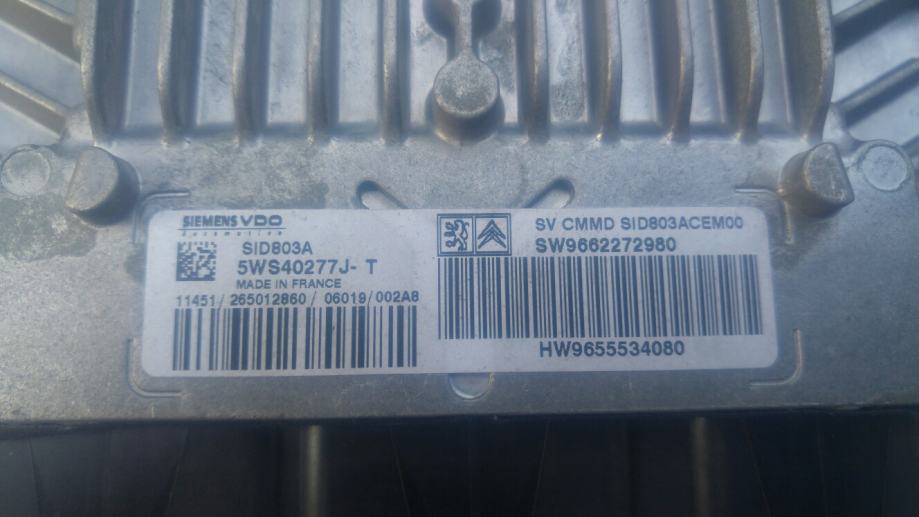 SIEMENS VDO
Automotive
SID803A
5WS40277J- T
MADE IN FRANCE
11451/ 265012860 / 06019/002A8
SV CMMD SID803ACEM00
SW9662272980
HW9655534080